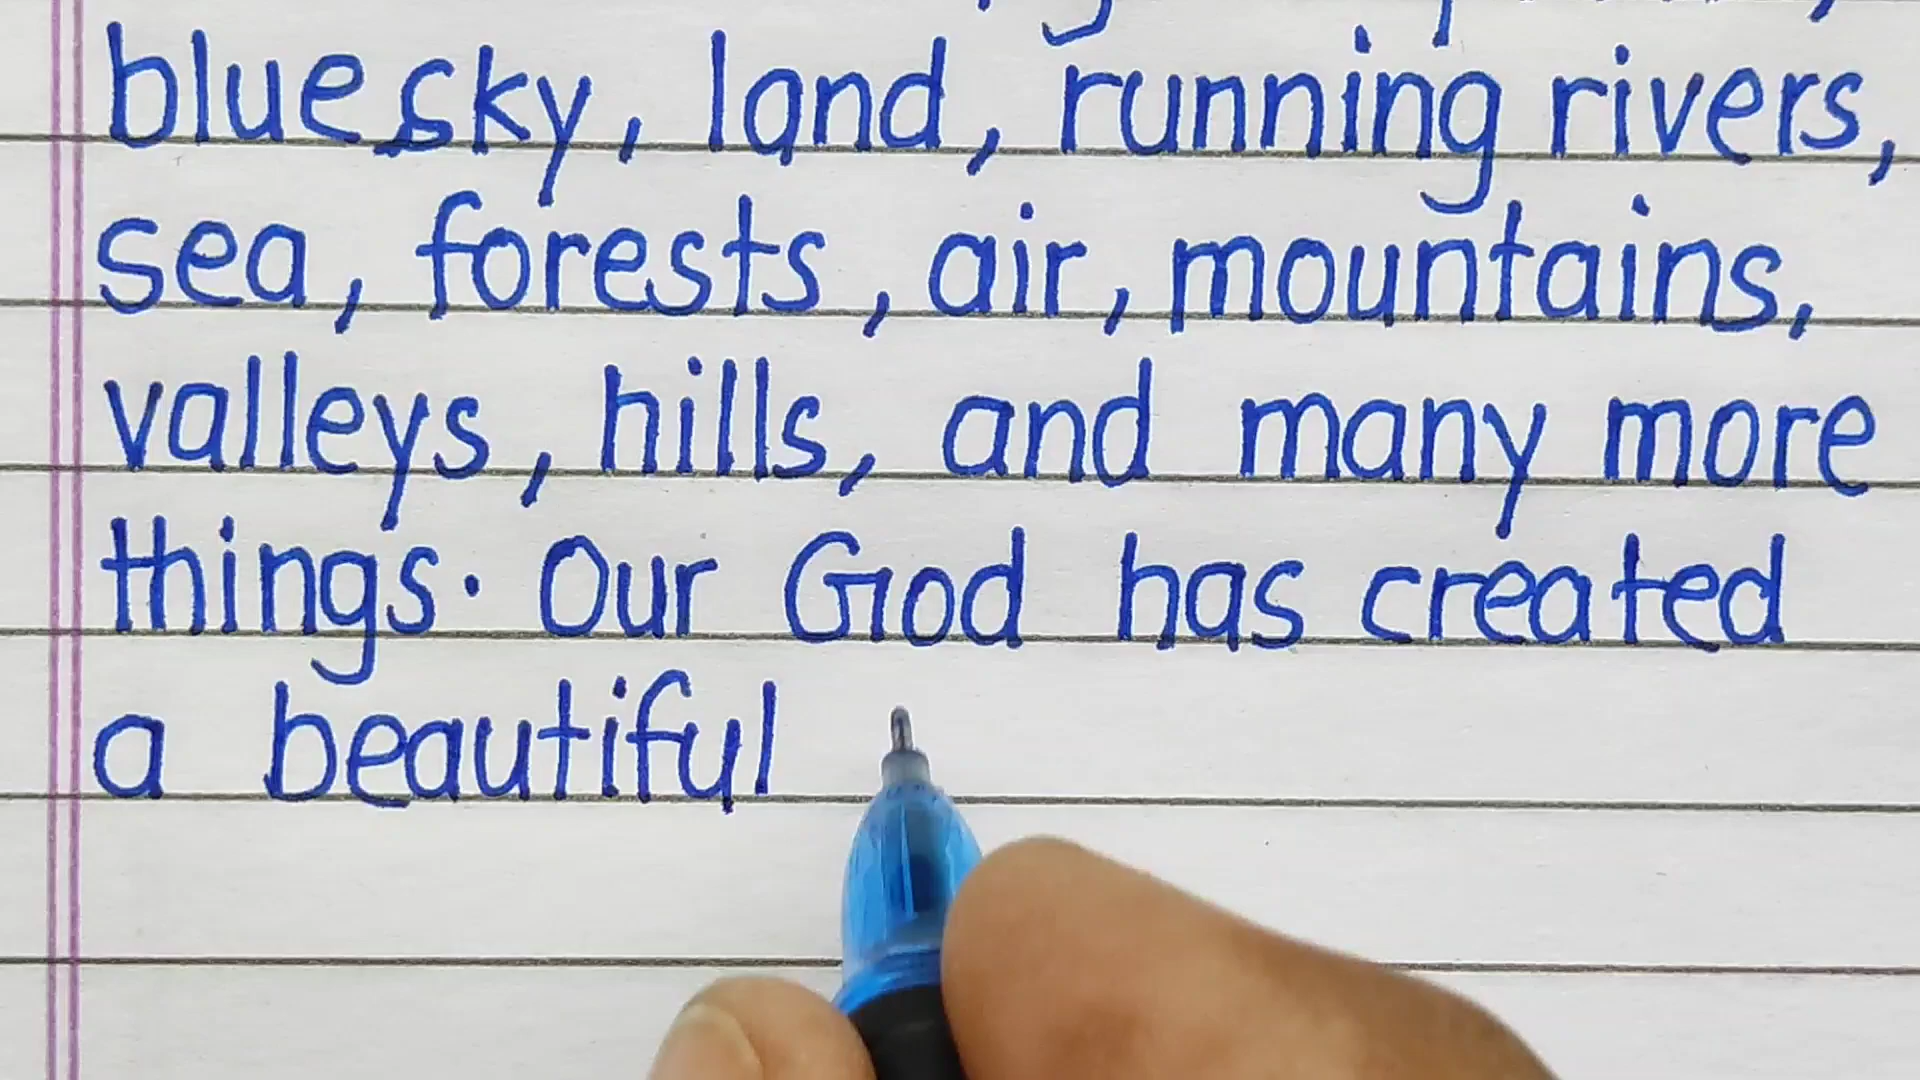 blue sky, land, running rivers,
sea, forests, air, mountains,
valleys, hills, and many more
things. Our God has created
a beautiful